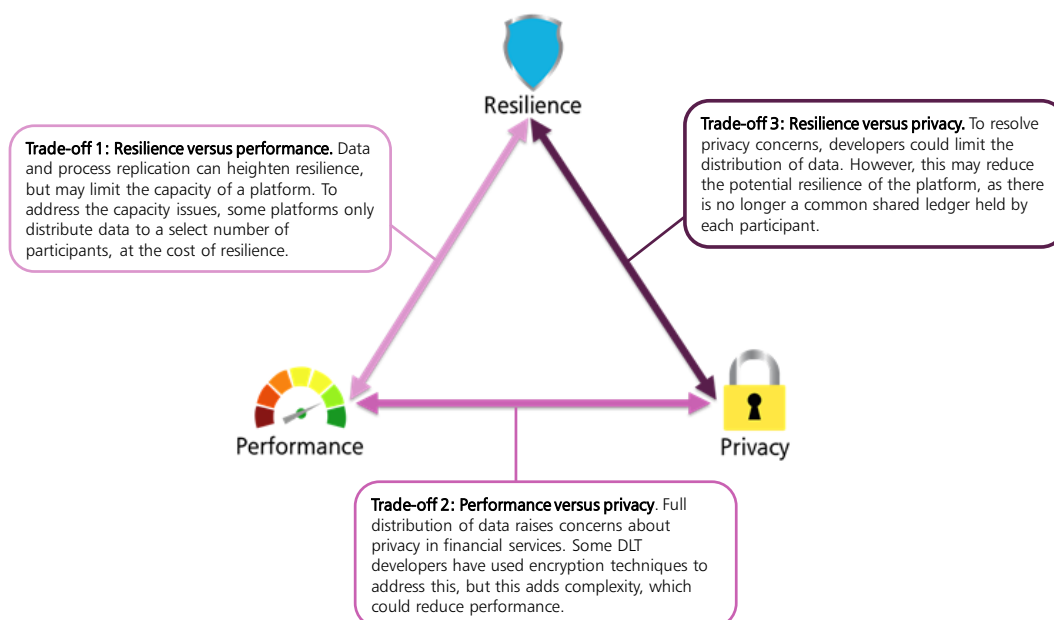 Resilience
Trade-off 1: Resilience versus performance. Data
and process replication can heighten resilience,
but may limit the capacity of a platform. To
address the capacity issues, some platforms only
distribute data to a select number of
participants, at the cost of resilience.
Trade-off 3: Resilience versus privacy. To resolve
privacy concerns, developers could limit the
distribution of data. However, this may reduce
the potential resilience of the platform, as there
is no longer a common shared ledger held by
each participant.
Performance
Privacy
Trade-off 2: Performance versus privacy. Full
distribution of data raises concerns about
privacy in financial services. Some DLT
developers have used encryption techniques to
address this, but this adds complexity, which
could reduce performance.